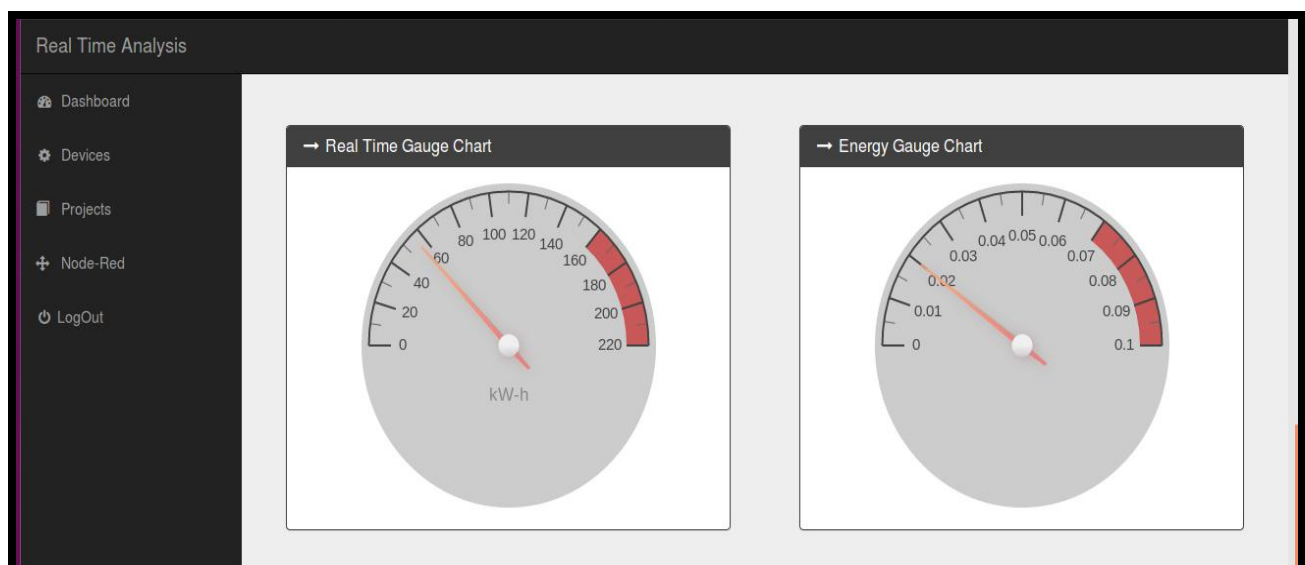 Real Time Analysis
Dashboard
Devices
Projects
Node-Red
LogOut
→ Real Time Gauge Chart
0
20
40
60
80
100
120
140
160
180
200
220
kW-h
→ Energy Gauge Chart
0
0.01
0.02
0.03
0.04
0.05
0.06
0.07
0.08
0.09
0.1